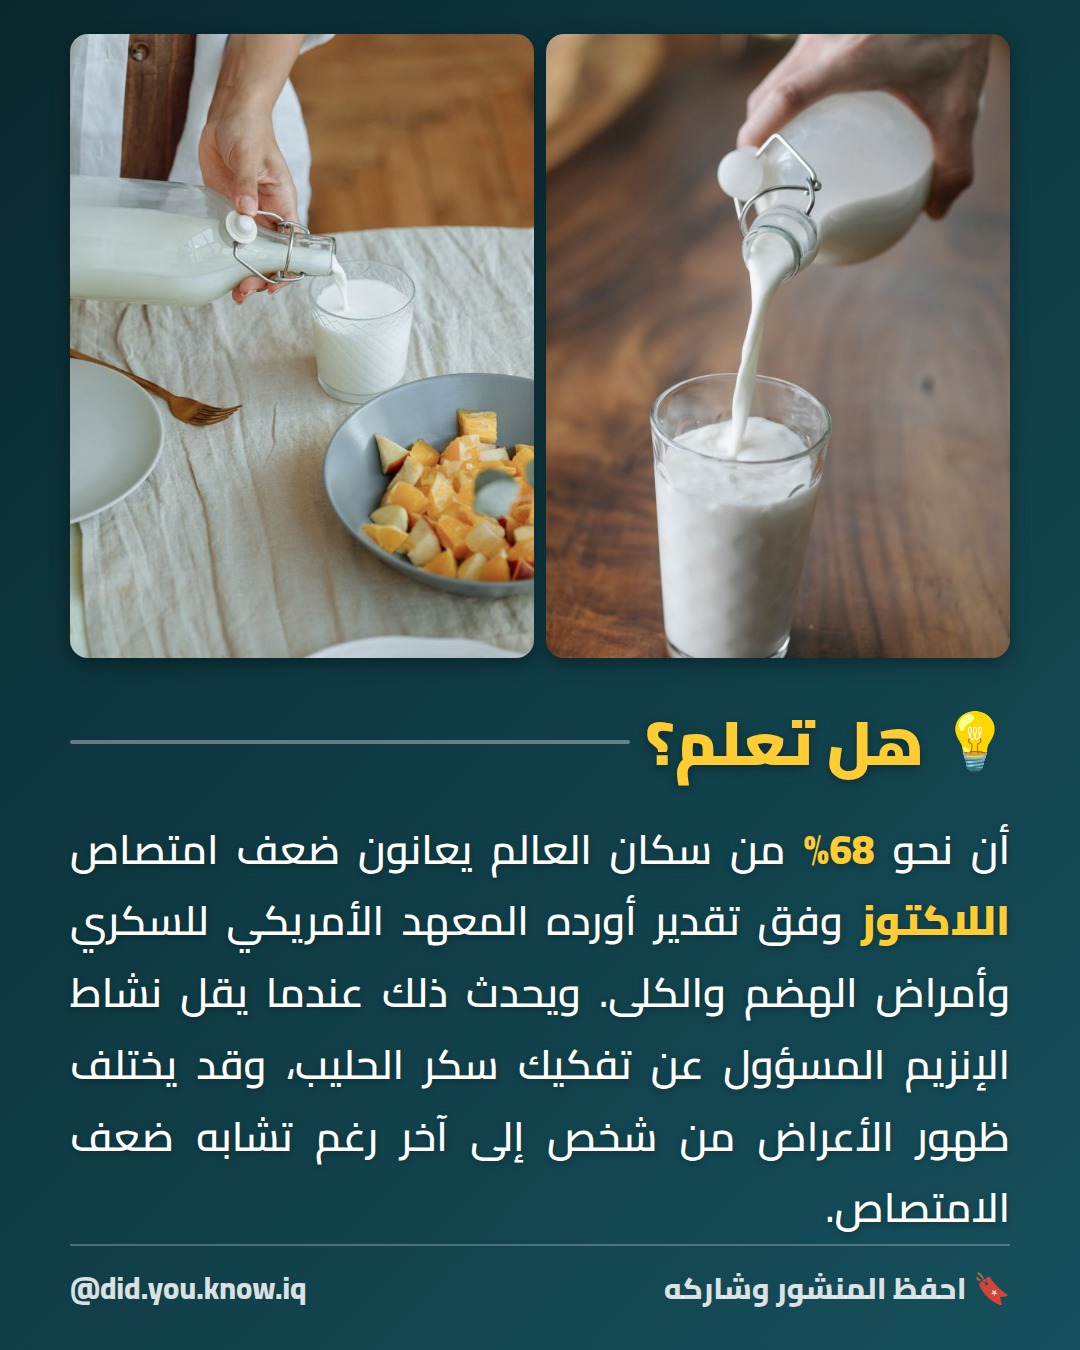 هل تعلم؟
أن نحو 68% من سكان العالم يعانون ضعف امتصاص
اللاكتوز وفق تقدير أورده المعهد الأمريكي للسكري
وأمراض الهضم والكلى. ويحدث ذلك عندما يقل نشاط
الإنزيم المسؤول عن تفكيك سكر الحليب، وقد يختلف
ظهور الأعراض من شخص إلى آخر رغم تشابه ضعف
الامتصاص.
احفظ المنشور وشاركه
@did.you.know.iq